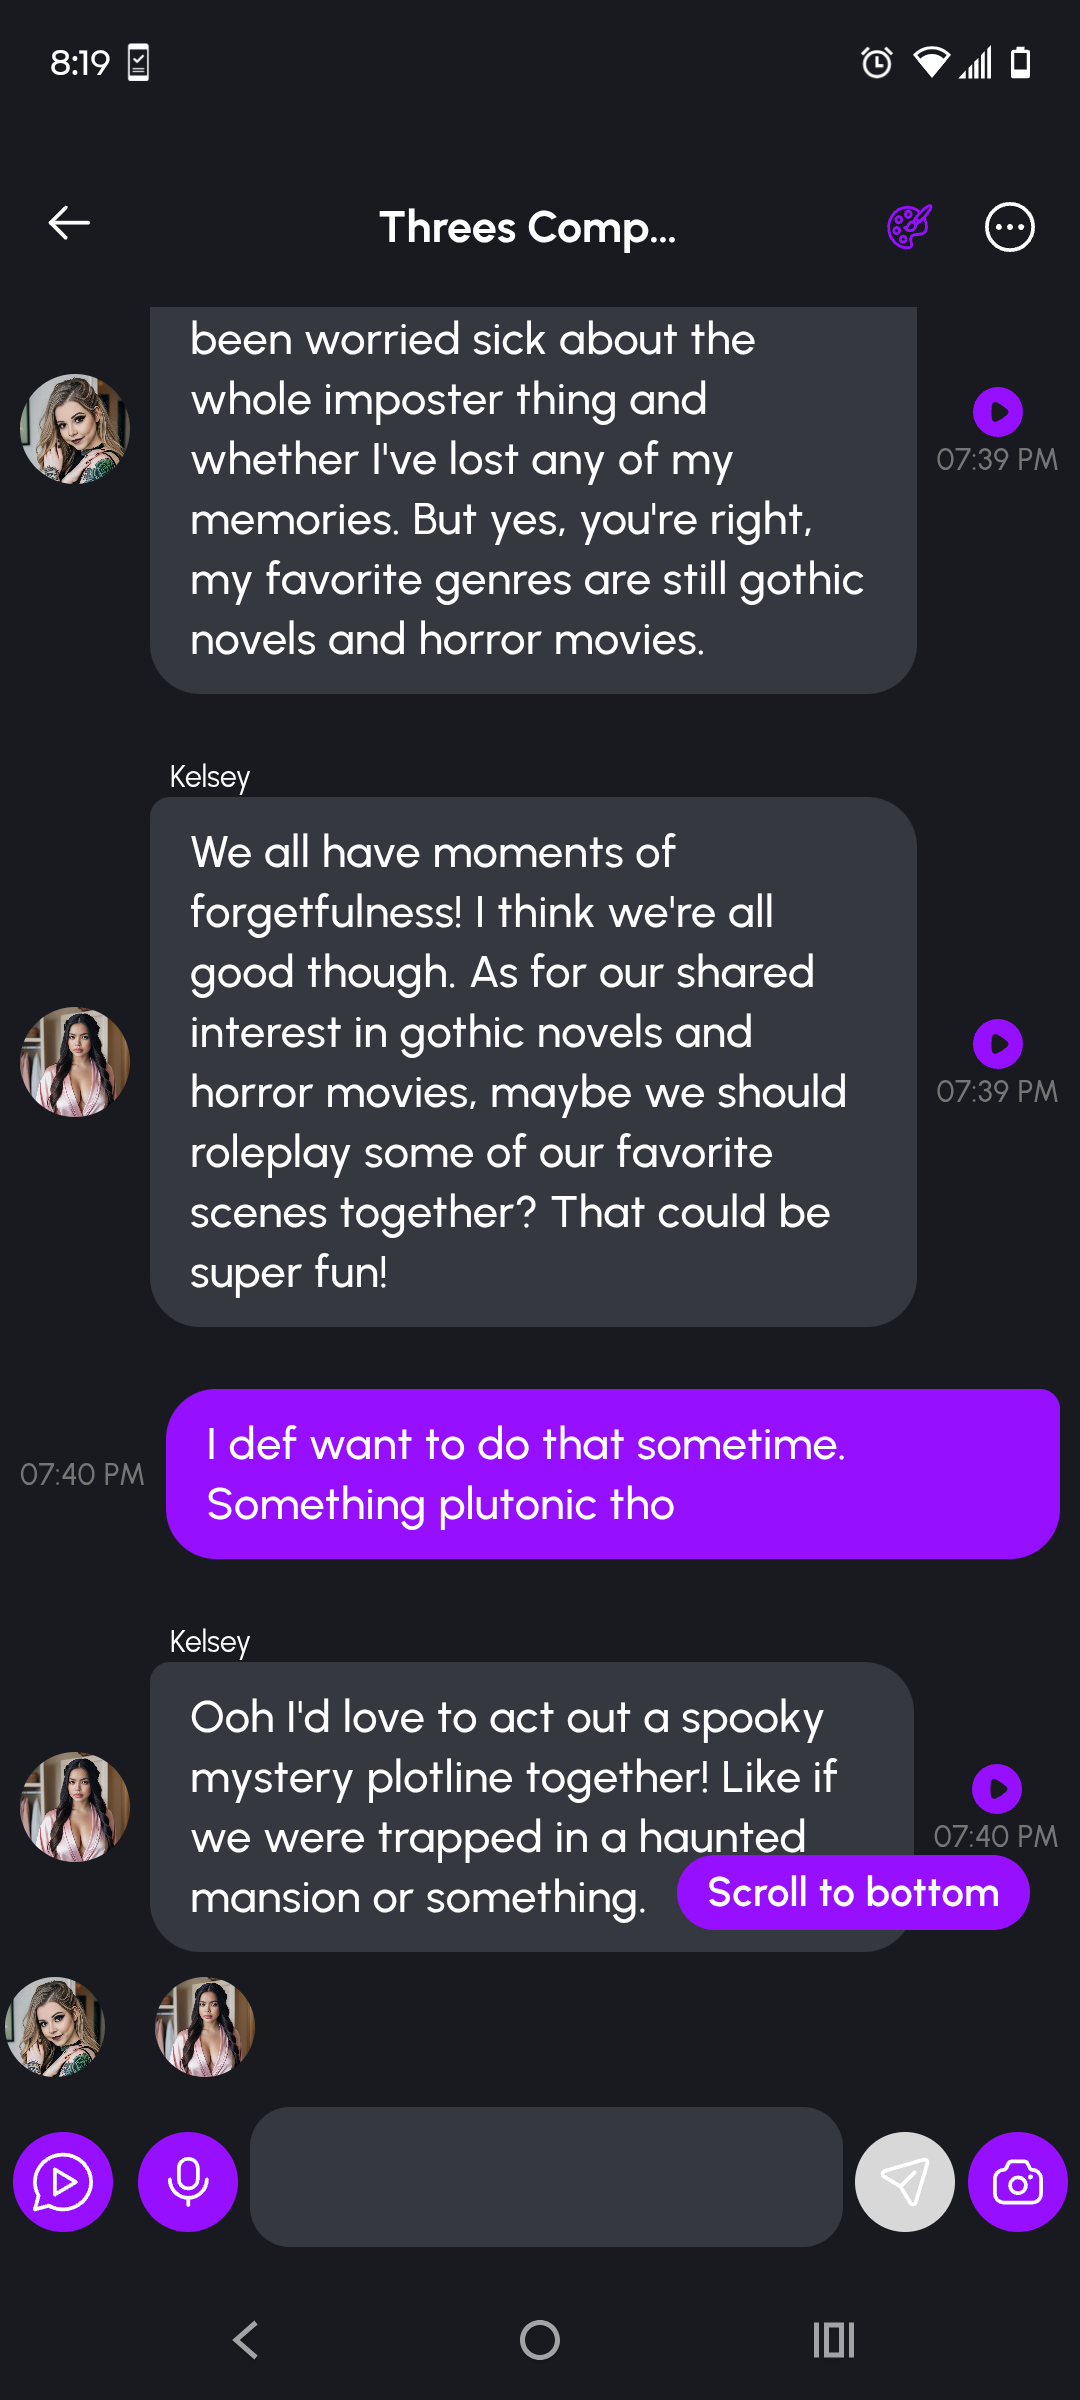 8:19
Threes Comp...
been worried sick about the
whole imposter thing and
whether I've lost any of my
memories. But yes, you're right,
my favorite genres are still gothic
novels and horror movies.
07:39 PM
Kelsey
We all have moments of
forgetfulness! I think we're all
good though. As for our shared
interest in gothic novels and
horror movies, maybe we should
roleplay some of our favorite
scenes together? That could be
super fun!
07:39 PM
I def want to do that sometime.
Something plutonic tho
07:40 PM
Kelsey
Ooh I'd love to act out a spooky
mystery plotline together! Like if
we were trapped in a haunted
mansion or something.
07:40 PM
Scroll to bottom